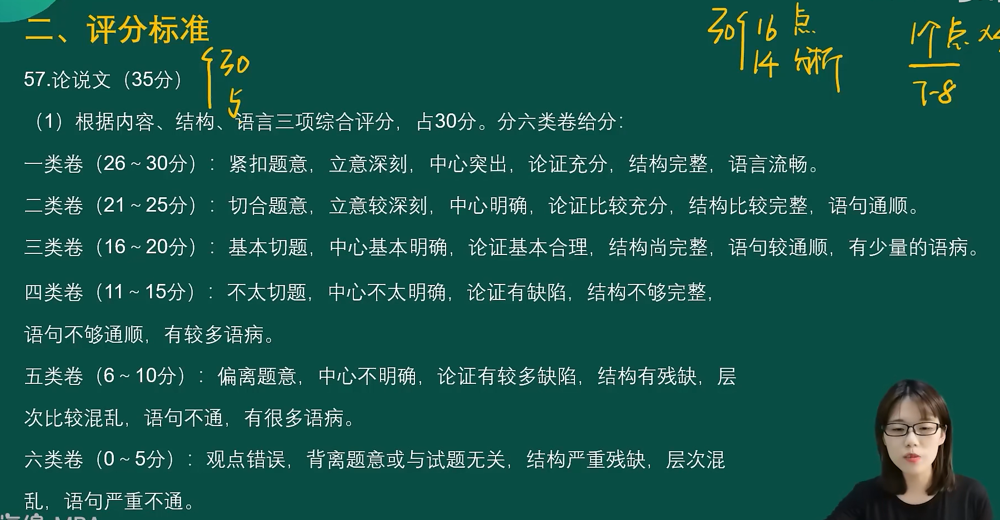 二、评分标准
30 16 点
14 分析
1个点 ×
7-8
30
5
57.论说文（35分）
（1）根据内容、结构、语言三项综合评分，占30分。分六类卷给分：
一类卷（26～30分）：紧扣题意，立意深刻，中心突出，论证充分，结构完整，语言流畅。
二类卷（21～25分）：切合题意，立意较深刻，中心明确，论证比较充分，结构比较完整，语句通顺。
三类卷（16～20分）：基本切题，中心基本明确，论证基本合理，结构尚完整，语句较通顺，有少量的语病。
四类卷（11～15分）：不太切题，中心不太明确，论证有缺陷，结构不够完整，
语句不够通顺，有较多语病。
五类卷（6～10分）：偏离题意，中心不明确，论证有较多缺陷，结构有残缺，层
次比较混乱，语句不通，有很多语病。
六类卷（0～5分）：观点错误，背离题意或与试题无关，结构严重残缺，层次混
乱，语句严重不通。
MBA